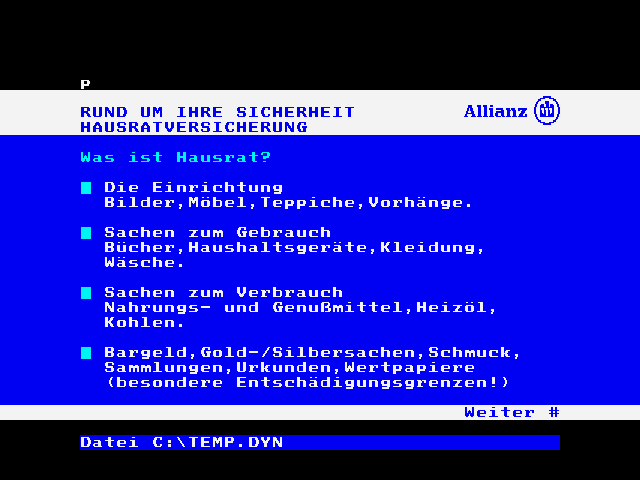 P
RUND UM IHRE SICHERHEIT
HAUSRATVERSICHERUNG
Allianz
Was ist Hausrat?
Die Einrichtung
Bilder,Möbel,Teppiche,Vorhänge.
Sachen zum Gebrauch
Bücher,Haushaltsgeräte,Kleidung,
Wäsche.
Sachen zum Verbrauch
Nahrungs- und Genußmittel,Heizöl,
Kohlen.
Bargeld,Gold-/Silbersachen,Schmuck,
Sammlungen,Urkunden,Wertpapiere
(besondere Entschädigungsgrenzen!)
Weiter #
Datei C:\TEMP.DYN